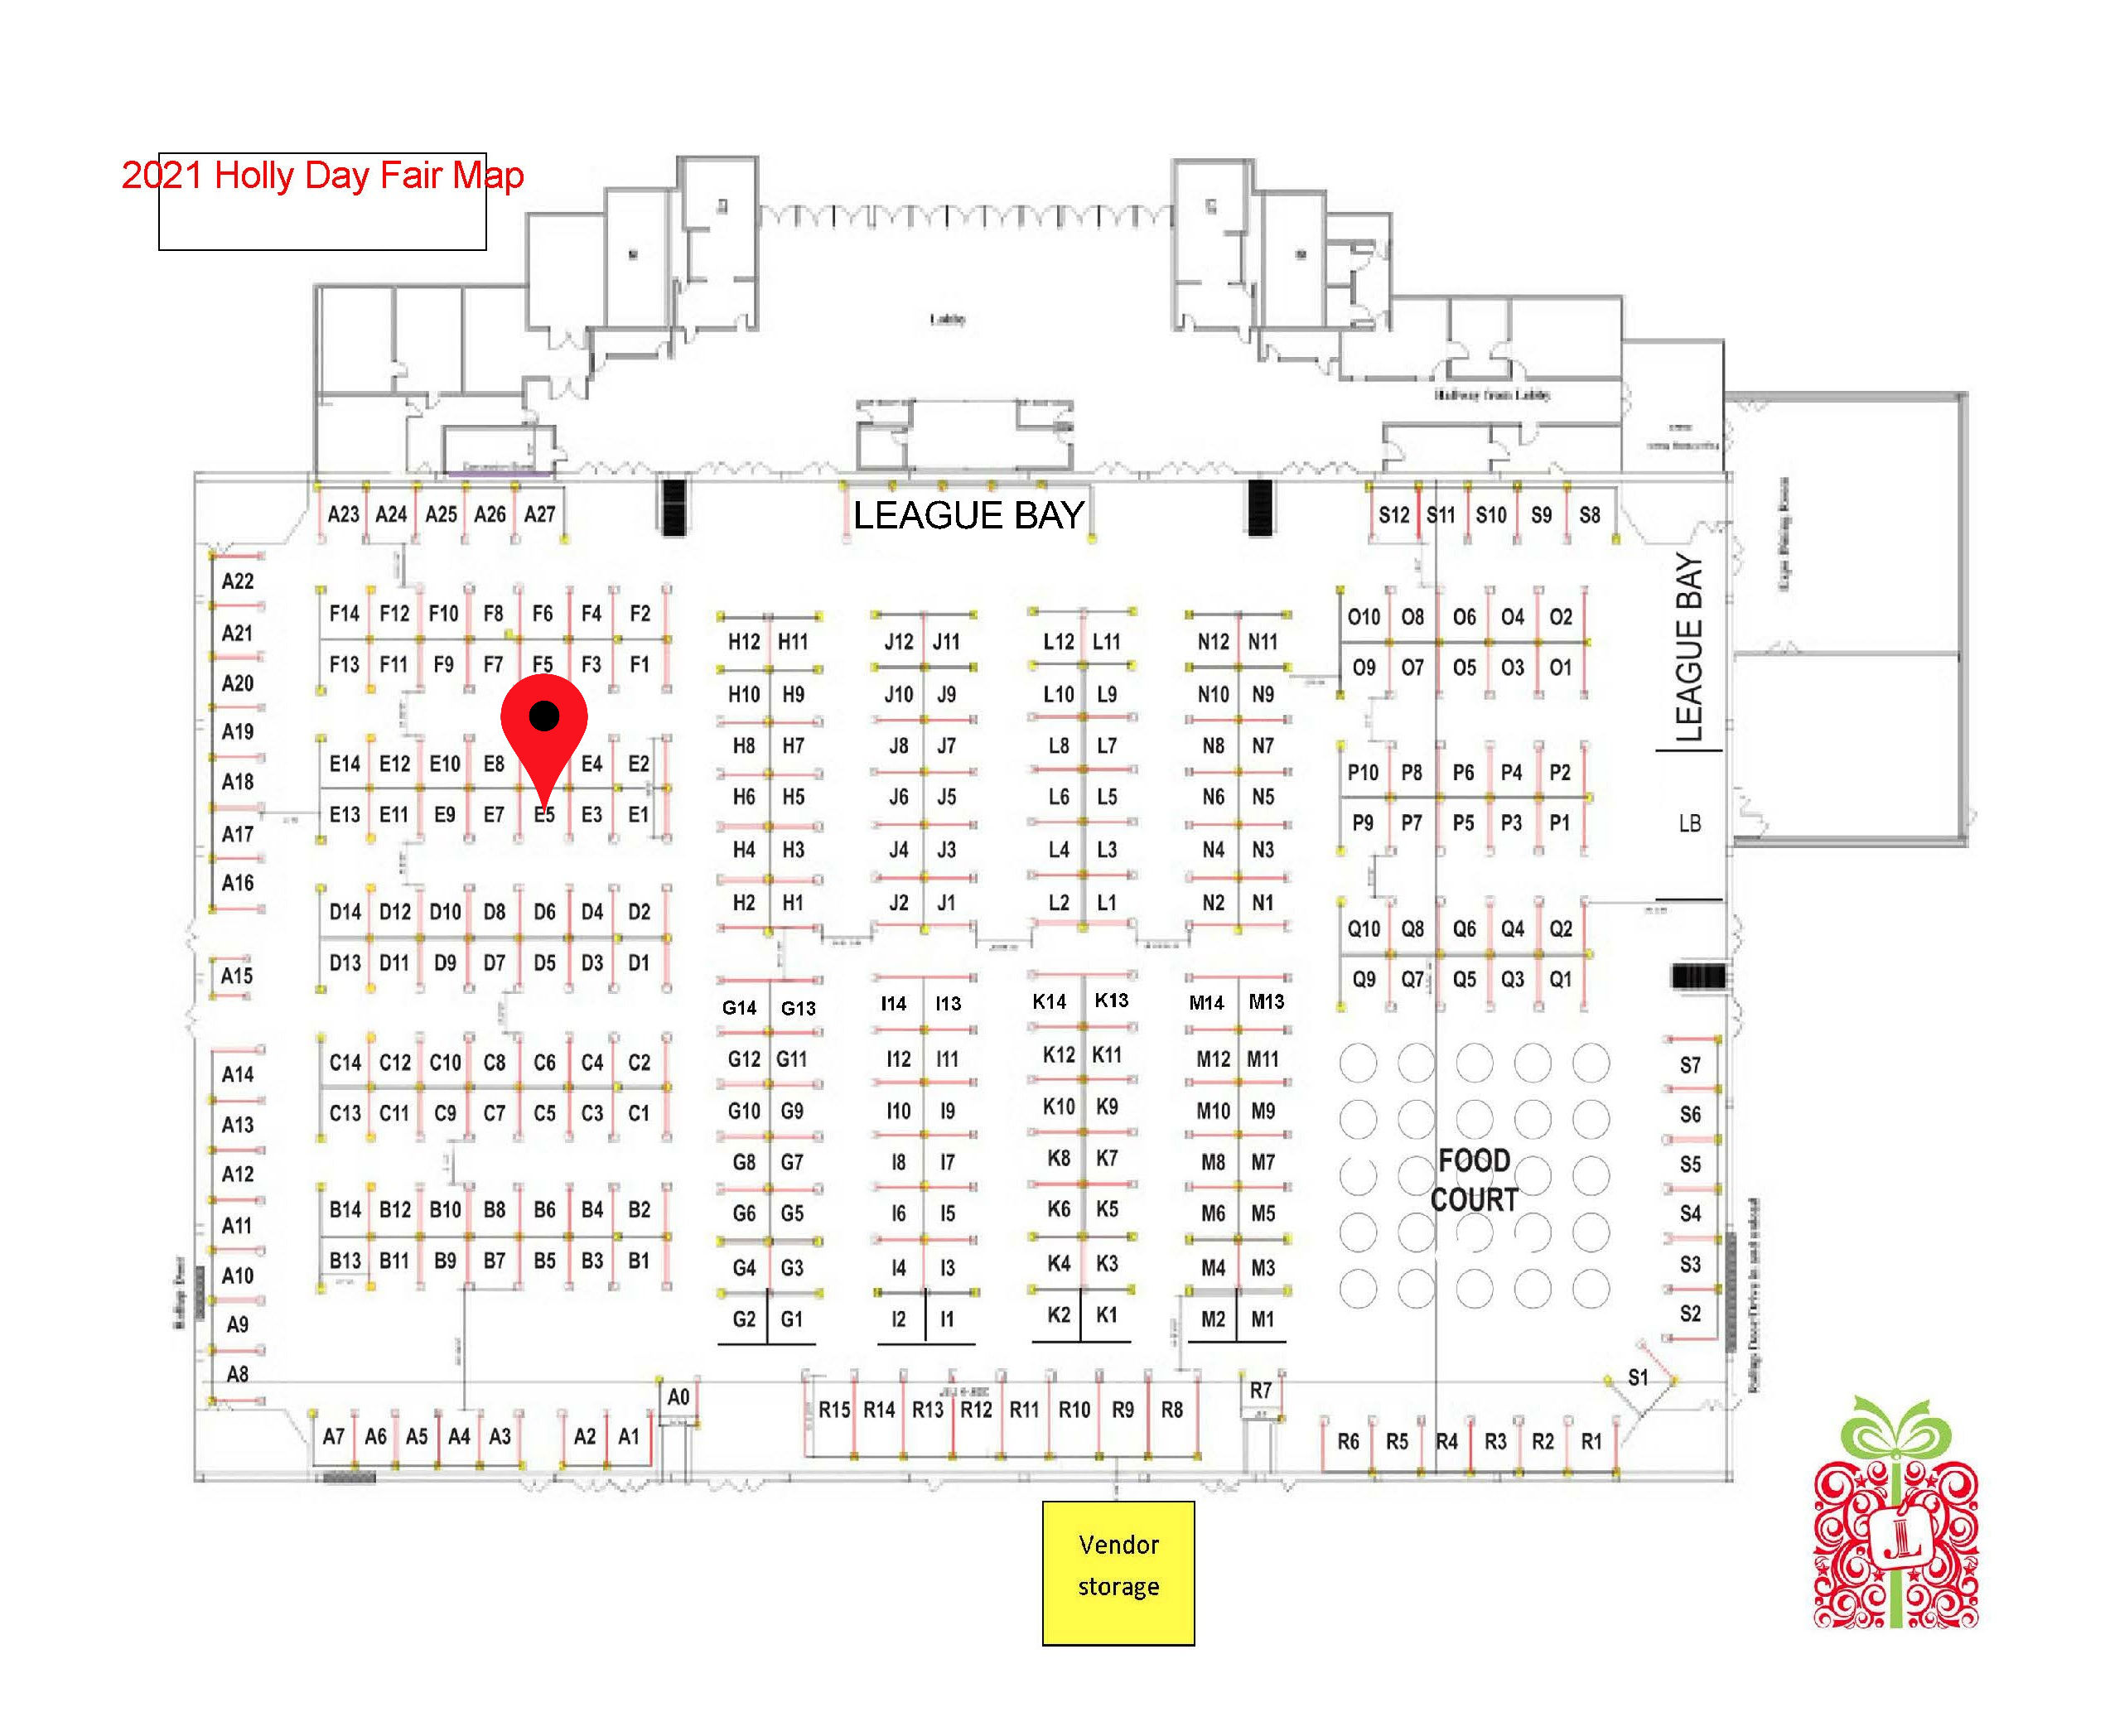 2021 Holly Day Fair Map
Lobby
Hallway from Lobby
LEAGUE BAY
A23 A24 A25 A26 A27
S12 S11 S10 S9 S8
LEAGUE BAY
LB
A22
A21
A20
A19
A18
A17
A16
A15
A14
A13
A12
A11
A10
A9
A8
F14 F12 F10 F8 F6 F4 F2
F13 F11 F9 F7 F5 F3 F1
E14 E12 E10 E8 E4 E2
E13 E11 E9 E7 E5 E3 E1
D14 D12 D10 D8 D6 D4 D2
D13 D11 D9 D7 D5 D3 D1
C14 C12 C10 C8 C6 C4 C2
C13 C11 C9 C7 C5 C3 C1
B14 B12 B10 B8 B6 B4 B2
B13 B11 B9 B7 B5 B3 B1
H12 H11
H10 H9
H8 H7
H6 H5
H4 H3
H2 H1
G14 G13
G12 G11
G10 G9
G8 G7
G6 G5
G4 G3
G2 G1
J12 J11
J10 J9
J8 J7
J6 J5
J4 J3
J2 J1
I14 I13
I12 I11
I10 I9
I8 I7
I6 I5
I4 I3
I2 I1
L12 L11
L10 L9
L8 L7
L6 L5
L4 L3
L2 L1
K14 K13
K12 K11
K10 K9
K8 K7
K6 K5
K4 K3
K2 K1
N12 N11
N10 N9
N8 N7
N6 N5
N4 N3
N2 N1
M14 M13
M12 M11
M10 M9
M8 M7
M6 M5
M4 M3
M2 M1
O10 O8 O6 O4 O2
O9 O7 O5 O3 O1
P10 P8 P6 P4 P2
P9 P7 P5 P3 P1
Q10 Q8 Q6 Q4 Q2
Q9 Q7 Q5 Q3 Q1
FOOD
COURT
S7
S6
S5
S4
S3
S2
S1
A7 A6 A5 A4 A3 A2 A1
A0
R15 R14 R13 R12 R11 R10 R9 R8
R7
R6 R5 R4 R3 R2 R1
Vendor
storage
JL